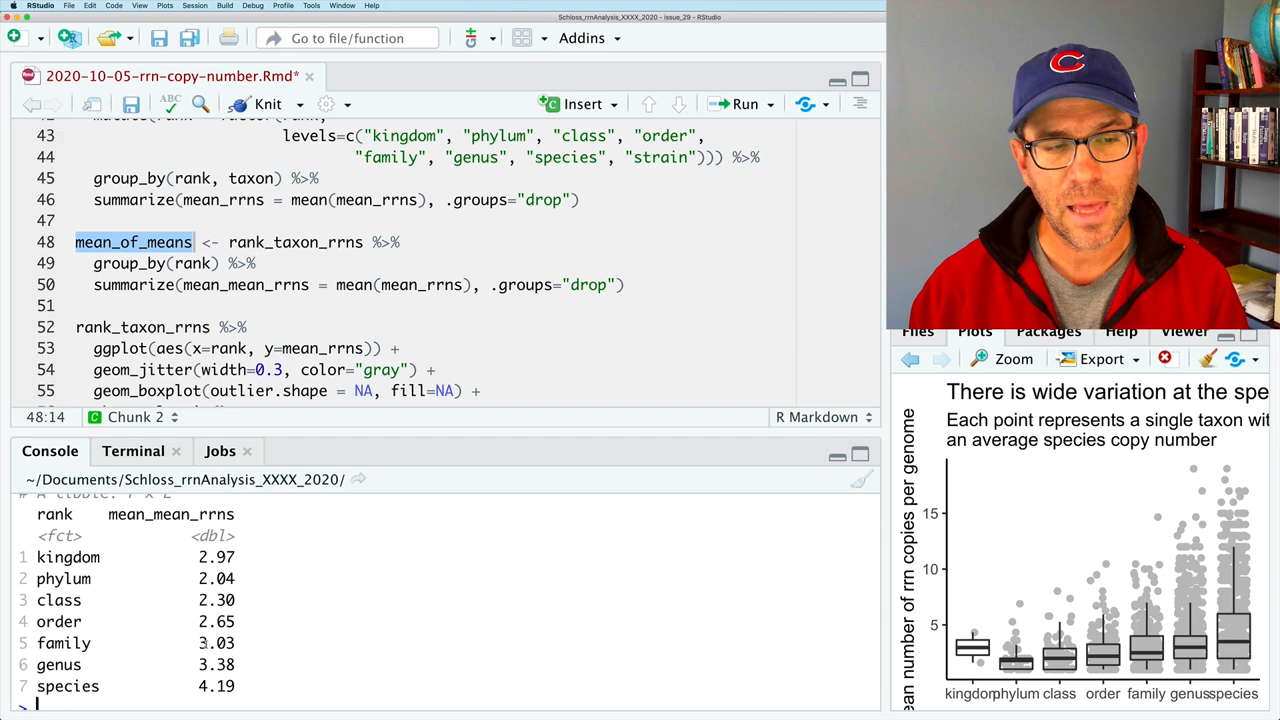 RStudio File Edit Code View Plots Session Build Debug Profile Tools Window Help
Schloss_rrnAnalysis_XXXX_2020 - issue_29 - RStudio
Go to file/function
Addins
2020-10-05-rrn-copy-number.Rmd*
ABC
Knit
Insert
Run
43 levels=c("kingdom", "phylum", "class", "order",
44 "family", "genus", "species", "strain"))) %>%
45 group_by(rank, taxon) %>%
46 summarize(mean_rrns = mean(mean_rrns), .groups="drop")
47
48 mean_of_means <- rank_taxon_rrns %>%
49 group_by(rank) %>%
50 summarize(mean_mean_rrns = mean(mean_rrns), .groups="drop")
51
52 rank_taxon_rrns %>%
53 ggplot(aes(x=rank, y=mean_rrns)) +
54 geom_jitter(width=0.3, color="gray") +
55 geom_boxplot(outlier.shape = NA, fill=NA) +
48:14
Chunk 2
R Markdown
Console Terminal Jobs
~/Documents/Schloss_rrnAnalysis_XXXX_2020/
rank mean_mean_rrns
<fct> <dbl>
1 kingdom 2.97
2 phylum 2.04
3 class 2.30
4 order 2.65
5 family 3.03
6 genus 3.38
7 species 4.19
>
C
Files Plots Packages Help Viewer
Zoom
Export
There is wide variation at the spe
Each point represents a single taxon wit
an average species copy number
ean number of rrn copies per genome
15
10
5
kingdom phylum class order family genus species